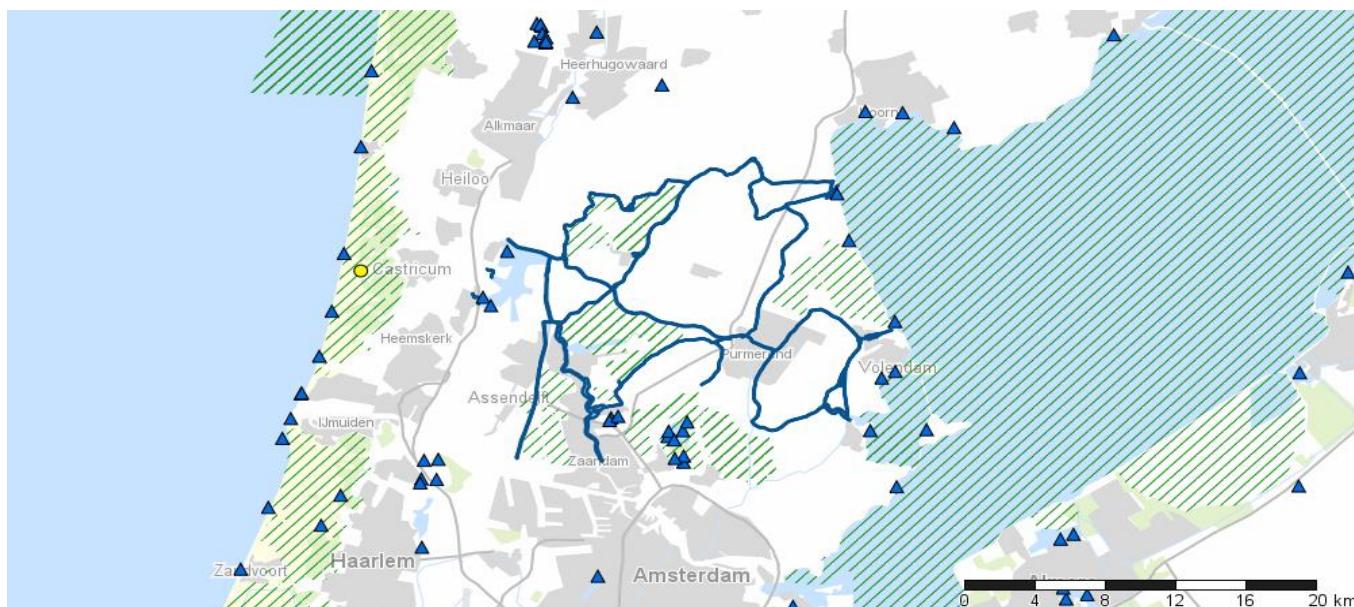 Heerhugowaard
Alkmaar
Hoorn
Heiloo
Castricum
Heemskerk
Purmerend
Volendam
Assendelft
IJmuiden
Zaandam
Haarlem
Zandvoort
Amsterdam
0 4 8 12 16 20 km